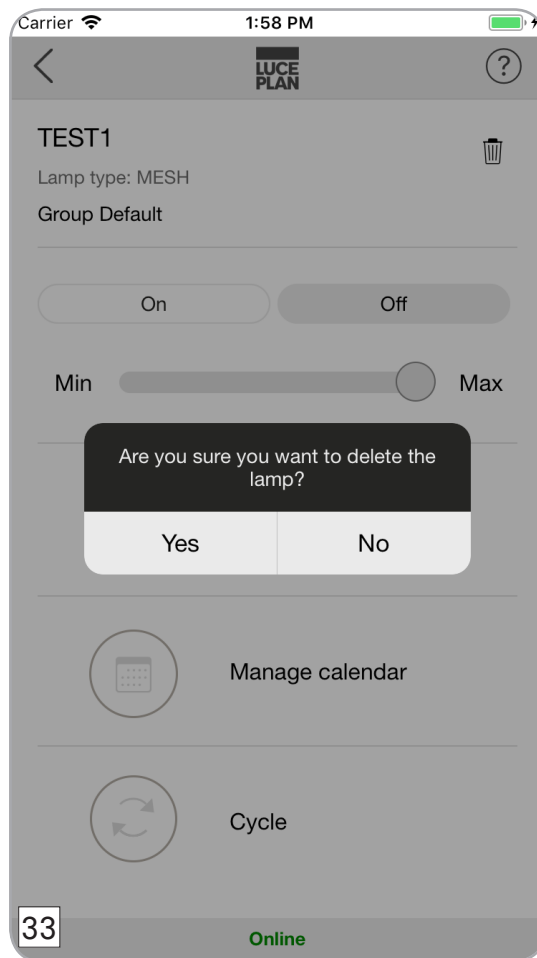 Carrier 1:58 PM
LUCE
PLAN
?
TEST1
Lamp type: MESH
Group Default
On Off
Min Max
Are you sure you want to delete the
lamp?
Yes No
Manage calendar
Cycle
33
Online